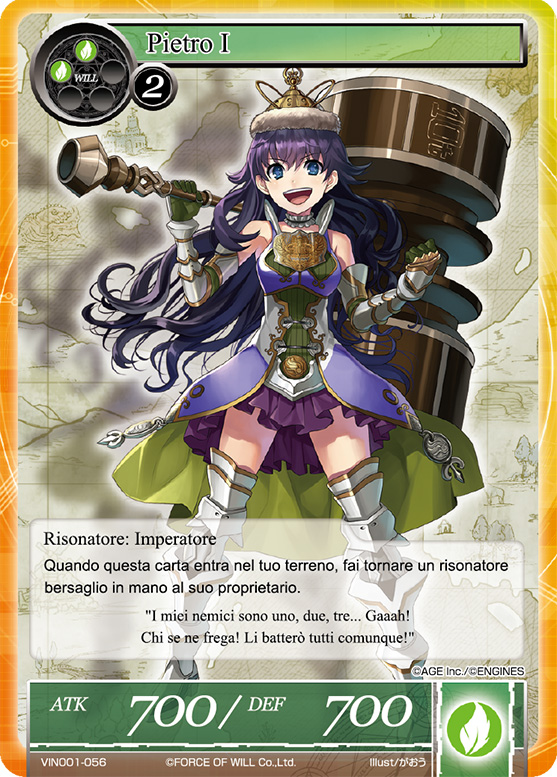 Pietro I
WILL
2
Risonatore: Imperatore
Quando questa carta entra nel tuo terreno, fai tornare un risonatore
bersaglio in mano al suo proprietario.
"I miei nemici sono uno, due, tre... Gaaah!
Chi se ne frega! Li batterò tutti comunque!"
©AGE Inc./©ENGINES
ATK 700 / DEF 700
VIN001-056 ©FORCE OF WILL Co.,Ltd. Illust/がおう